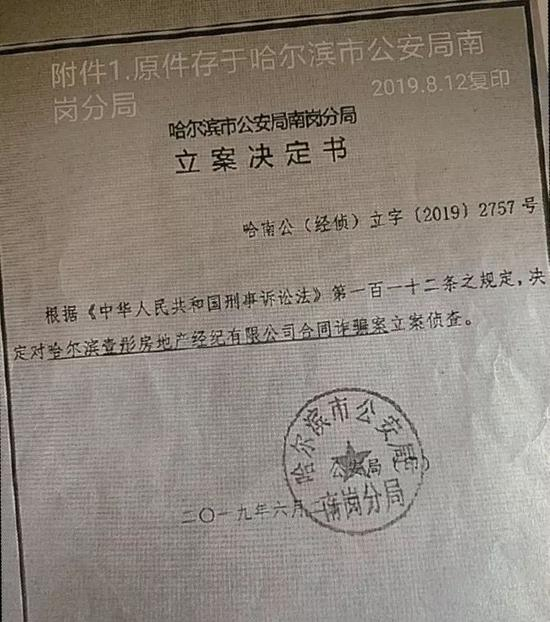 附件1.原件存于哈尔滨市公安局南
岗分局
2019.8.12复印
哈尔滨市公安局南岗分局
立案决定书
哈南公（经侦）立字〔2019〕2757号
根据《中华人民共和国刑事诉讼法》第一百一十二条之规定，决
定对哈尔滨壹彤房地产经纪有限公司合同诈骗案立案侦查。
哈尔滨市公安局
公安局
二〇一九年六月
南岗分局